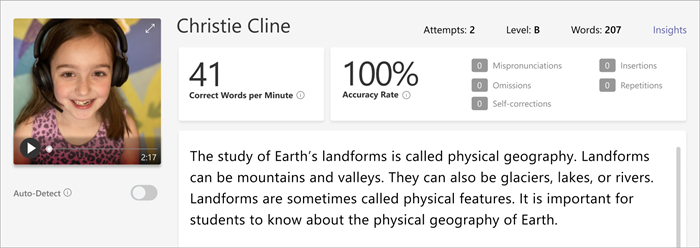 Christie Cline
Attempts: 2 Level: B Words: 207 Insights
41
Correct Words per Minute
100%
Accuracy Rate
0 Mispronunciations
0 Omissions
0 Self-corrections
0 Insertions
0 Repetitions
2:17
Auto-Detect
The study of Earth’s landforms is called physical geography. Landforms
can be mountains and valleys. They can also be glaciers, lakes, or rivers.
Landforms are sometimes called physical features. It is important for
students to know about the physical geography of Earth.